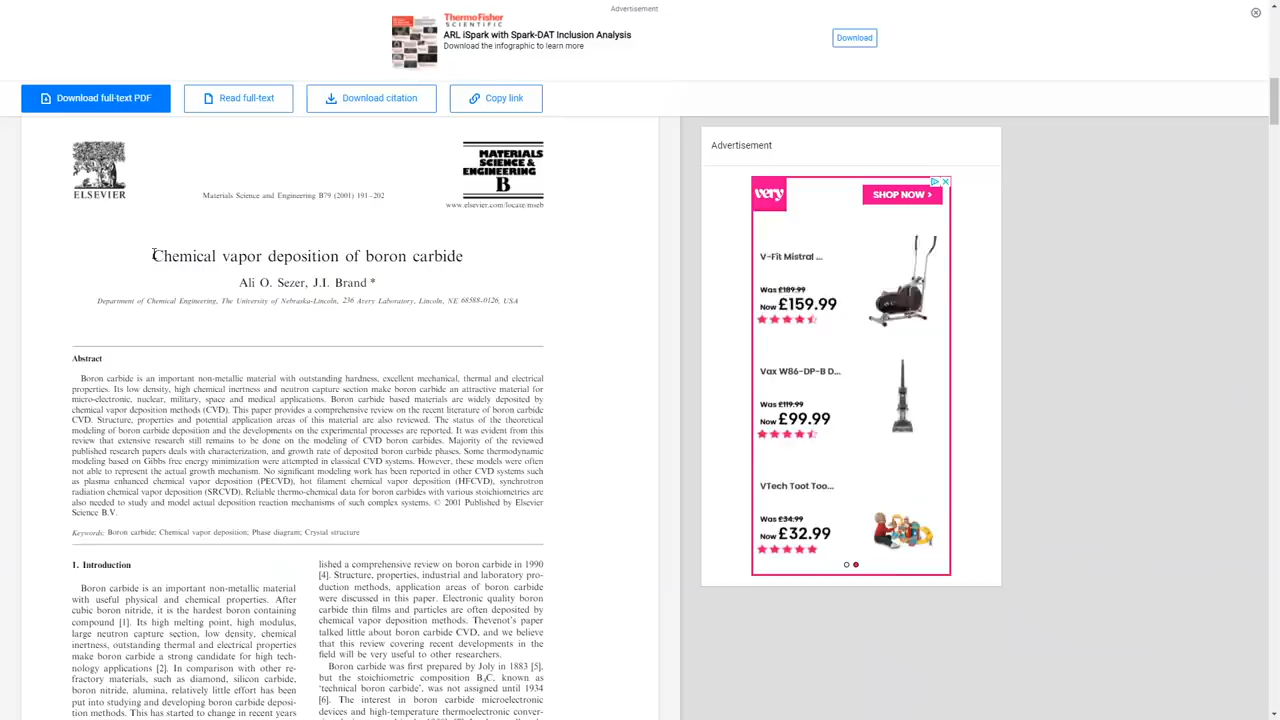 Advertisement
ThermoFisher
SCIENTIFIC
ARL iSpark with Spark-DAT Inclusion Analysis
Download the infographic to learn more
Download
Download full-text PDF
Read full-text
Download citation
Copy link
ELSEVIER
Materials Science and Engineering B79 (2001) 191–202
MATERIALS
SCIENCE &
ENGINEERING
B
www.elsevier.com/locate/mseb
Chemical vapor deposition of boron carbide
Ali O. Sezer, J.I. Brand *
Department of Chemical Engineering, The University of Nebraska-Lincoln, 236 Avery Laboratory, Lincoln, NE 68588-0126, USA
Abstract
Boron carbide is an important non-metallic material with outstanding hardness, excellent mechanical, thermal and electrical
properties. Its low density, high chemical inertness and neutron capture section make boron carbide an attractive material for
micro-electronic, nuclear, military, space and medical applications. Boron carbide based materials are widely deposited by
chemical vapor deposition methods (CVD). This paper provides a comprehensive review on the recent literature of boron carbide
CVD. Structure, properties and potential application areas of this material are also reviewed. The status of the theoretical
modeling of boron carbide deposition and the developments on the experimental processes are reported. It was evident from this
review that extensive research still remains to be done on the modeling of CVD boron carbides. Majority of the reviewed
published research papers deals with characterization, and growth rate of deposited boron carbide phases. Some thermodynamic
modeling based on Gibbs free energy minimization were attempted in classical CVD systems. However, these models were often
not able to represent the actual growth mechanism. No significant modeling work has been reported in other CVD systems such
as plasma enhanced chemical vapor deposition (PECVD), hot filament chemical vapor deposition (HFCVD), synchrotron
radiation chemical vapor deposition (SRCVD). Reliable thermo-chemical data for boron carbides with various stoichiometries are
also needed to study and model actual deposition reaction mechanisms of such complex systems. © 2001 Published by Elsevier
Science B.V.
Keywords: Boron carbide; Chemical vapor deposition; Phase diagram; Crystal structure
1. Introduction
Boron carbide is an important non-metallic material
with useful physical and chemical properties. After
cubic boron nitride, it is the hardest boron containing
compound [1]. Its high melting point, high modulus,
large neutron capture section, low density, chemical
inertness, outstanding thermal and electrical properties
make boron carbide a strong candidate for high tech-
nology applications [2]. In comparison with other re-
fractory materials, such as diamond, silicon carbide,
boron nitride, alumina, relatively little effort has been
put into studying and developing boron carbide deposi-
tion methods. This has started to change in recent years
lished a comprehensive review on boron carbide in 1990
[4]. Structure, properties, industrial and laboratory pro-
duction methods, application areas of boron carbide
were discussed in this paper. Electronic quality boron
carbide thin films and particles are often deposited by
chemical vapor deposition methods. Thevenot's paper
talked little about boron carbide CVD, and we believe
that this review covering recent developments in the
field will be very useful to other researchers.
Boron carbide was first prepared by Joly in 1883 [5],
but the stoichiometric composition B₄C, known as
'technical boron carbide', was not assigned until 1934
[6]. The interest in boron carbide microelectronic
devices and high-temperature thermoelectric conver-
Advertisement
very
SHOP NOW >
V-Fit Mistral ...
Was £189.99
Now £159.99
Vax W86-DP-B D...
Was £119.99
Now £99.99
VTech Toot Too...
Was £34.99
Now £32.99